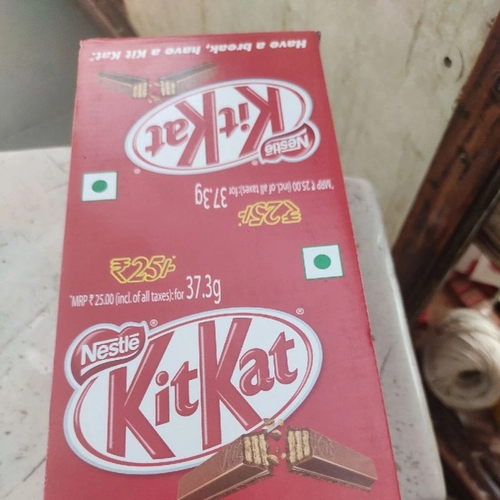 Have a break, have a Kit Kat.
Nestlé
KitKat
®
MRP ₹ 25.00 (incl. of all taxes): for 37.3g
₹25/-
₹25/-
*MRP ₹ 25.00 (incl. of all taxes): for 37.3g
Nestlé
®
KitKat
®